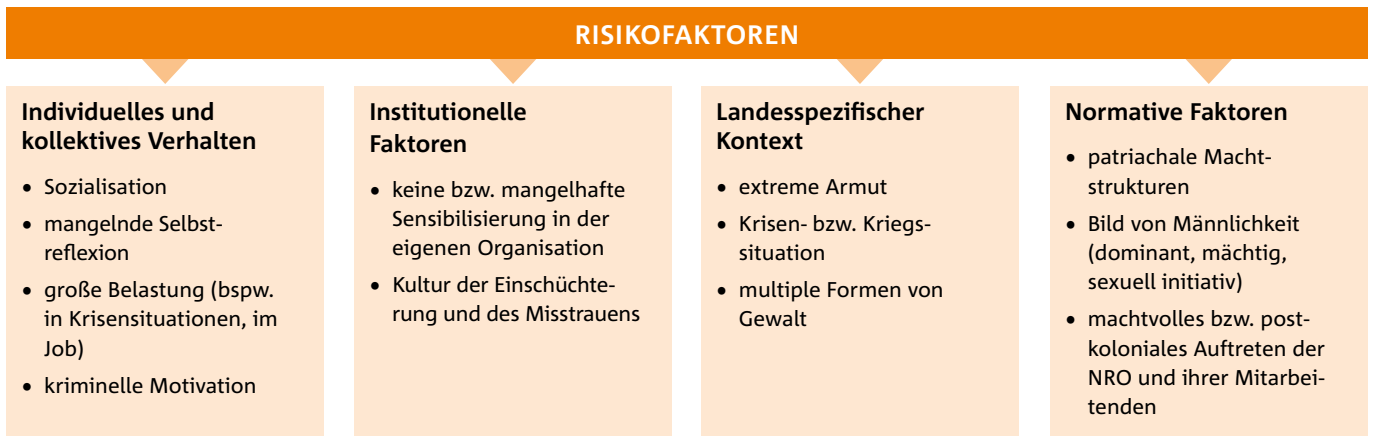 RISIKOFAKTOREN
Individuelles und
kollektives Verhalten
• Sozialisation
• mangelnde Selbst-
reflexion
• große Belastung (bspw.
in Krisensituationen, im
Job)
• kriminelle Motivation
Institutionelle
Faktoren
• keine bzw. mangelhafte
Sensibilisierung in der
eigenen Organisation
• Kultur der Einschüchte-
rung und des Misstrauens
Landesspezifischer
Kontext
• extreme Armut
• Krisen- bzw. Kriegs-
situation
• multiple Formen von
Gewalt
Normative Faktoren
• patriachale Macht-
strukturen
• Bild von Männlichkeit
(dominant, mächtig,
sexuell initiativ)
• machtvolles bzw. post-
koloniales Auftreten der
NRO und ihrer Mitarbei-
tenden